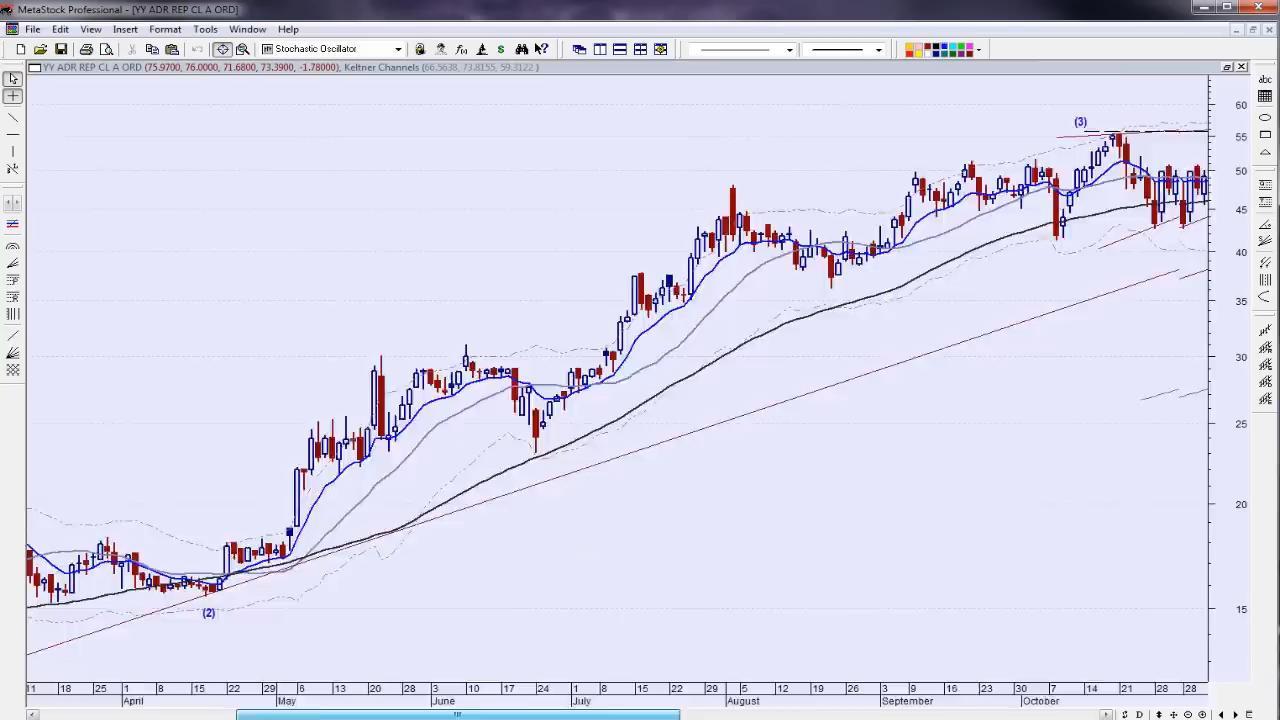 MetaStock Professional - [YY ADR REP CL A ORD]
File Edit View Insert Format Tools Window Help
Stochastic Oscillator
YY ADR REP CL A ORD (75.9700, 76.0000, 71.6800, 73.3900, -1.78000), Keltner Channels (66.5638, 73.8155, 59.3122 )
abc
60
(3)
55
50
45
40
35
30
25
20
15
(2)
11 18 25 1 8 15 22 29 6 13 20 28 3 10 17 24 1 8 15 22 29 5 12 19 26 3 9 16 23 30 7 14 21 28 28
April May June July August September October
D